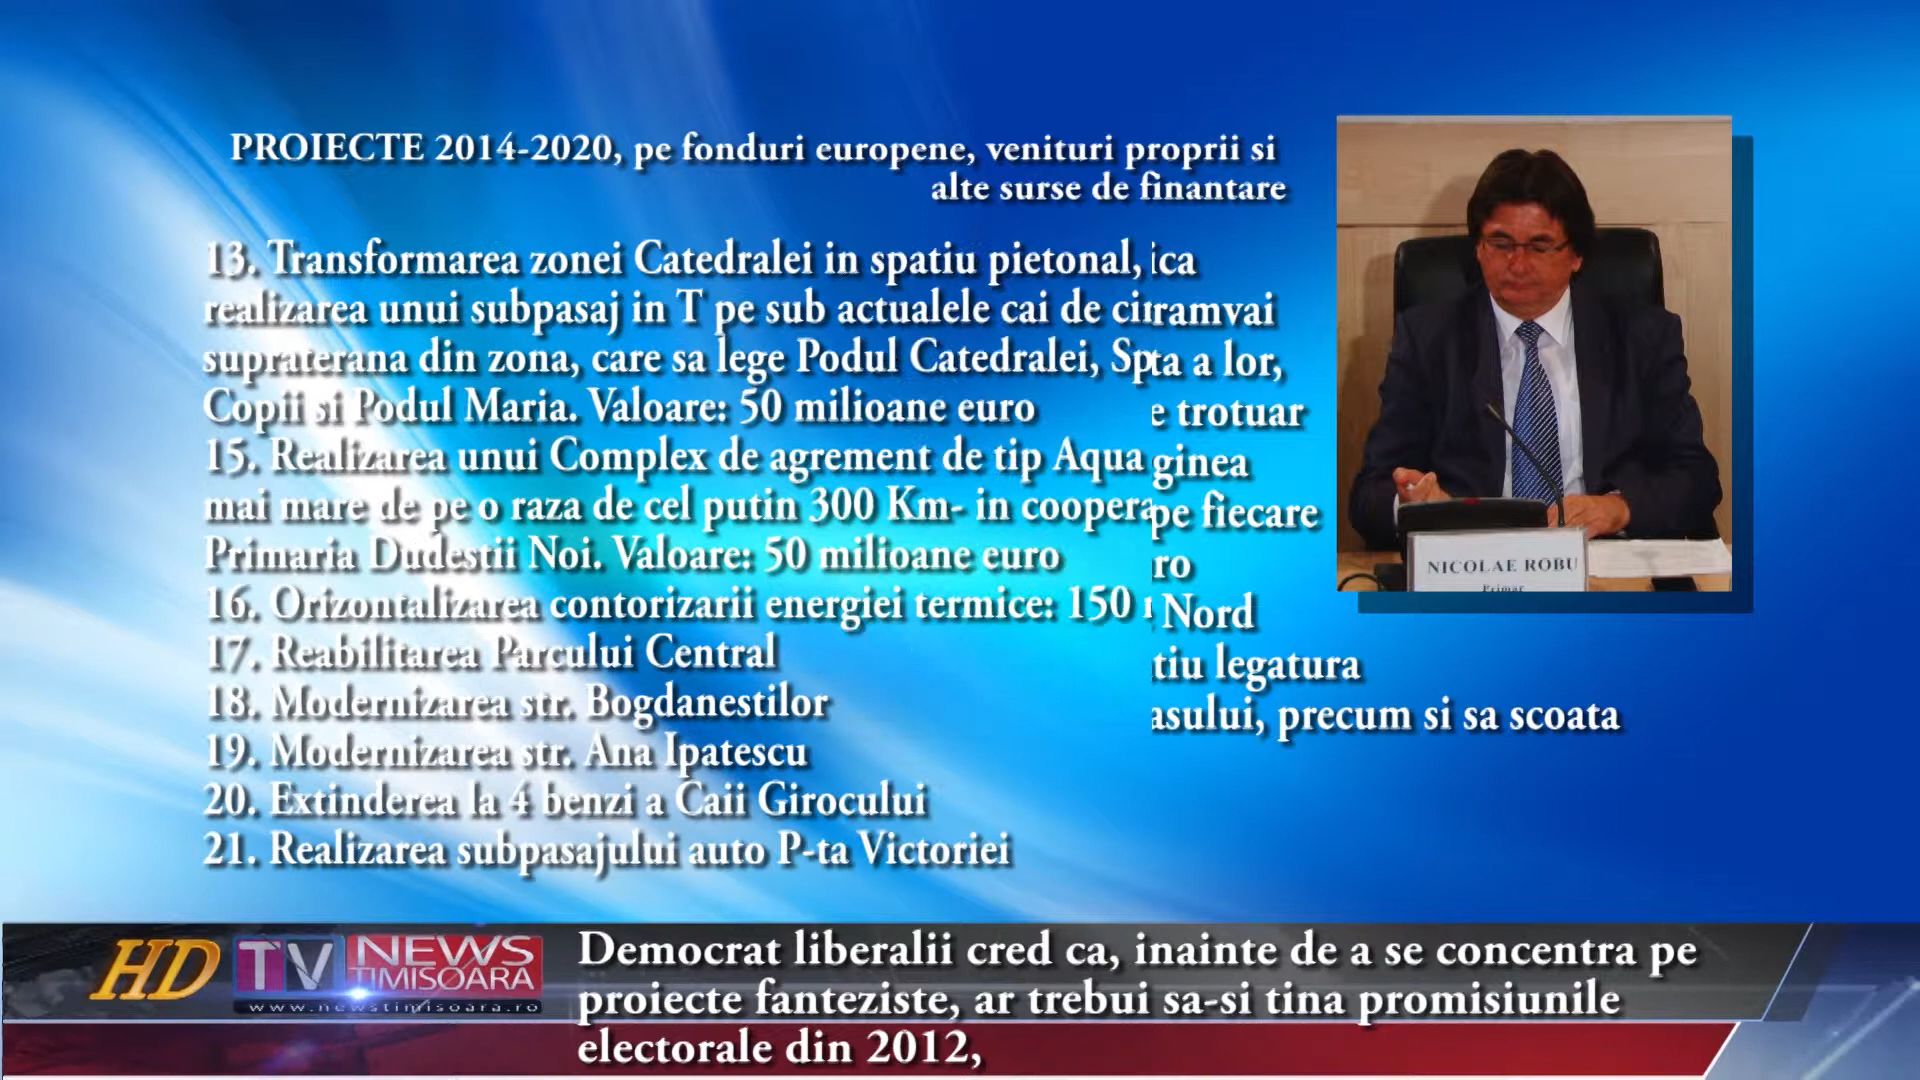 PROIECTE 2014-2020, pe fonduri europene, venituri proprii si
alte surse de finantare
13. Transformarea zonei Catedralei in spatiu pietonal,
realizarea unui subpasaj in T pe sub actualele cai de
supraterana din zona, care sa lege Podul Catedralei,
Copii si Podul Maria. Valoare: 50 milioane euro
15. Realizarea unui Complex de agrement de tip Aqua
mai mare de pe o raza de cel putin 300 Km- in coopera
Primaria Dudestii Noi. Valoare: 50 milioane euro
16. Orizontalizarea contorizarii energiei termice: 150
17. Reabilitarea Parcului Central
18. Modernizarea str. Bogdanestilor
19. Modernizarea str. Ana Ipatescu
20. Extinderea la 4 benzi a Caii Girocului
21. Realizarea subpasajului auto P-ta Victoriei
ica
ramvai
ta a lor,
e trotuar
ginea
pe fiecare
ro
Nord
tiu legatura
asului, precum si sa scoata
NICOLAE ROBU
Primar
HD TV NEWS
TIMISOARA
www.newstimisoara.ro
Democrat liberalii cred ca, inainte de a se concentra pe
proiecte fanteziste, ar trebui sa-si tina promisiunile
electorale din 2012,